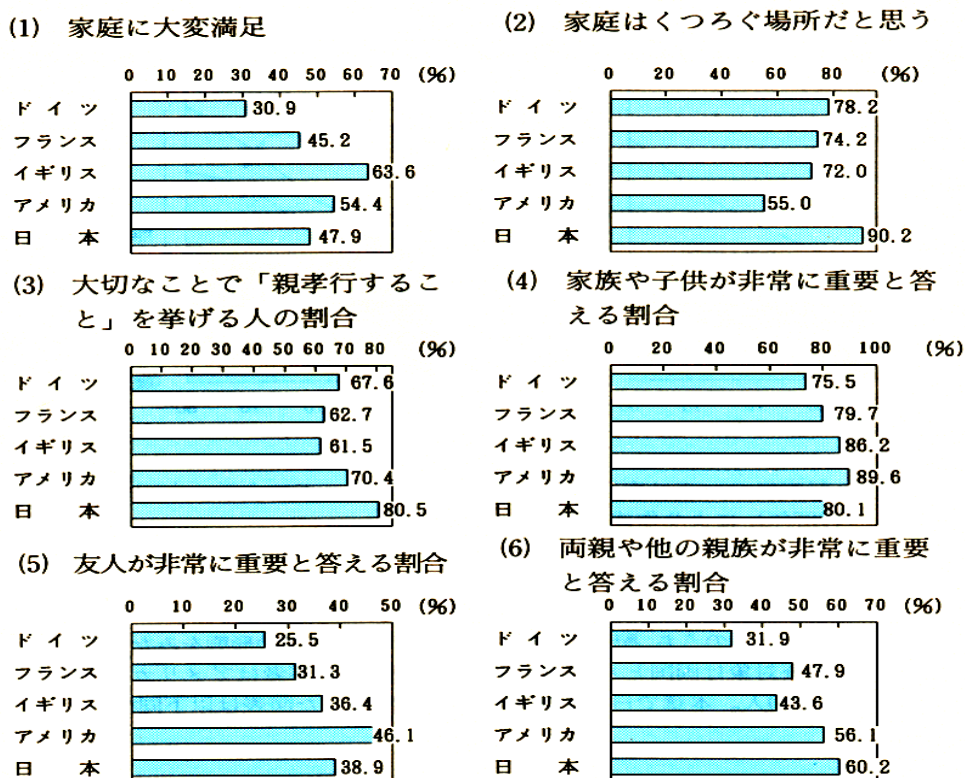 (1) 家庭に大変満足
0 10 20 30 40 50 60 70 (%)
ドイツ 30.9
フランス 45.2
イギリス 63.6
アメリカ 54.4
日本 47.9
(2) 家庭はくつろぐ場所だと思う
0 20 40 60 80 (%)
ドイツ 78.2
フランス 74.2
イギリス 72.0
アメリカ 55.0
日本 90.2
(3) 大切なことで「親孝行するこ
と」を挙げる人の割合
0 10 20 30 40 50 60 70 80 (%)
ドイツ 67.6
フランス 62.7
イギリス 61.5
アメリカ 70.4
日本 80.5
(4) 家族や子供が非常に重要と答
える割合
0 20 40 60 80 100 (%)
ドイツ 75.5
フランス 79.7
イギリス 86.2
アメリカ 89.6
日本 80.1
(5) 友人が非常に重要と答える割合
0 10 20 30 40 50 (%)
ドイツ 25.5
フランス 31.3
イギリス 36.4
アメリカ 46.1
日本 38.9
(6) 両親や他の親族が非常に重要
と答える割合
0 10 20 30 40 50 60 70 (%)
ドイツ 31.9
フランス 47.9
イギリス 43.6
アメリカ 56.1
日本 60.2